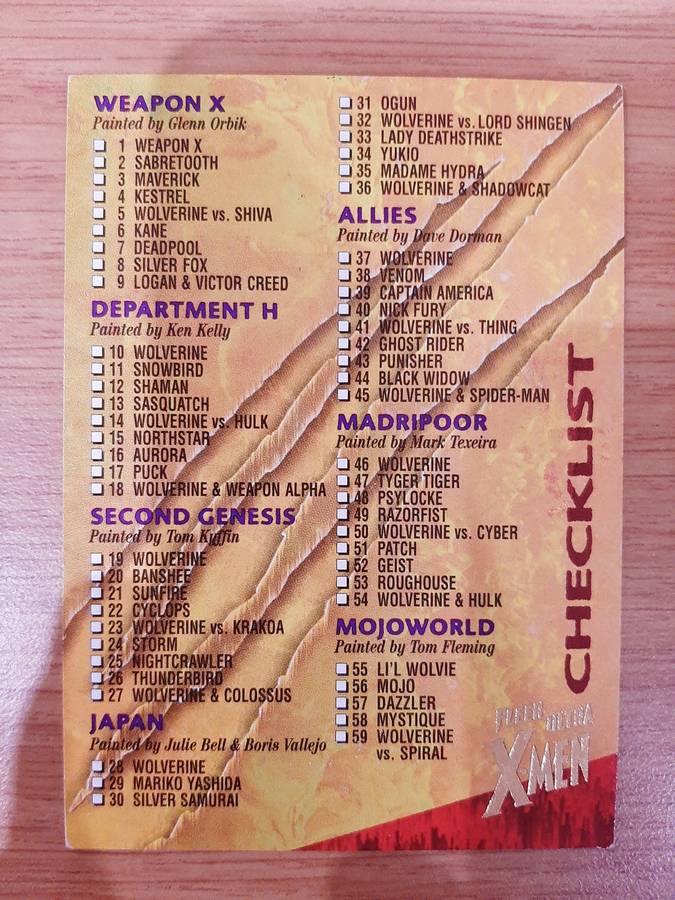 WEAPON X
Painted by Glenn Orbik
1 WEAPON X
2 SABRETOOTH
3 MAVERICK
4 KESTREL
5 WOLVERINE vs. SHIVA
6 KANE
7 DEADPOOL
8 SILVER FOX
9 LOGAN & VICTOR CREED
DEPARTMENT H
Painted by Ken Kelly
10 WOLVERINE
11 SNOWBIRD
12 SHAMAN
13 SASQUATCH
14 WOLVERINE vs. HULK
15 NORTHSTAR
16 AURORA
17 PUCK
18 WOLVERINE & WEAPON ALPHA
SECOND GENESIS
Painted by Tom Kyffin
19 WOLVERINE
20 BANSHEE
21 SUNFIRE
22 CYCLOPS
23 WOLVERINE vs. KRAKOA
24 STORM
25 NIGHTCRAWLER
26 THUNDERBIRD
27 WOLVERINE & COLOSSUS
JAPAN
Painted by Julie Bell & Boris Vallejo
28 WOLVERINE
29 MARIKO YASHIDA
30 SILVER SAMURAI
31 OGUN
32 WOLVERINE vs. LORD SHINGEN
33 LADY DEATHSTRIKE
34 YUKIO
35 MADAME HYDRA
36 WOLVERINE & SHADOWCAT
ALLIES
Painted by Dave Dorman
37 WOLVERINE
38 VENOM
39 CAPTAIN AMERICA
40 NICK FURY
41 WOLVERINE vs. THING
42 GHOST RIDER
43 PUNISHER
44 BLACK WIDOW
45 WOLVERINE & SPIDER-MAN
MADRIPOOR
Painted by Mark Texeira
46 WOLVERINE
47 TYGER TIGER
48 PSYLOCKE
49 RAZORFIST
50 WOLVERINE vs. CYBER
51 PATCH
52 GEIST
53 ROUGHOUSE
54 WOLVERINE & HULK
MOJOWORLD
Painted by Tom Fleming
55 LI'L WOLVIE
56 MOJO
57 DAZZLER
58 MYSTIQUE
59 WOLVERINE
vs. SPIRAL
CHECKLIST
FLEER ULTRA
X-MEN